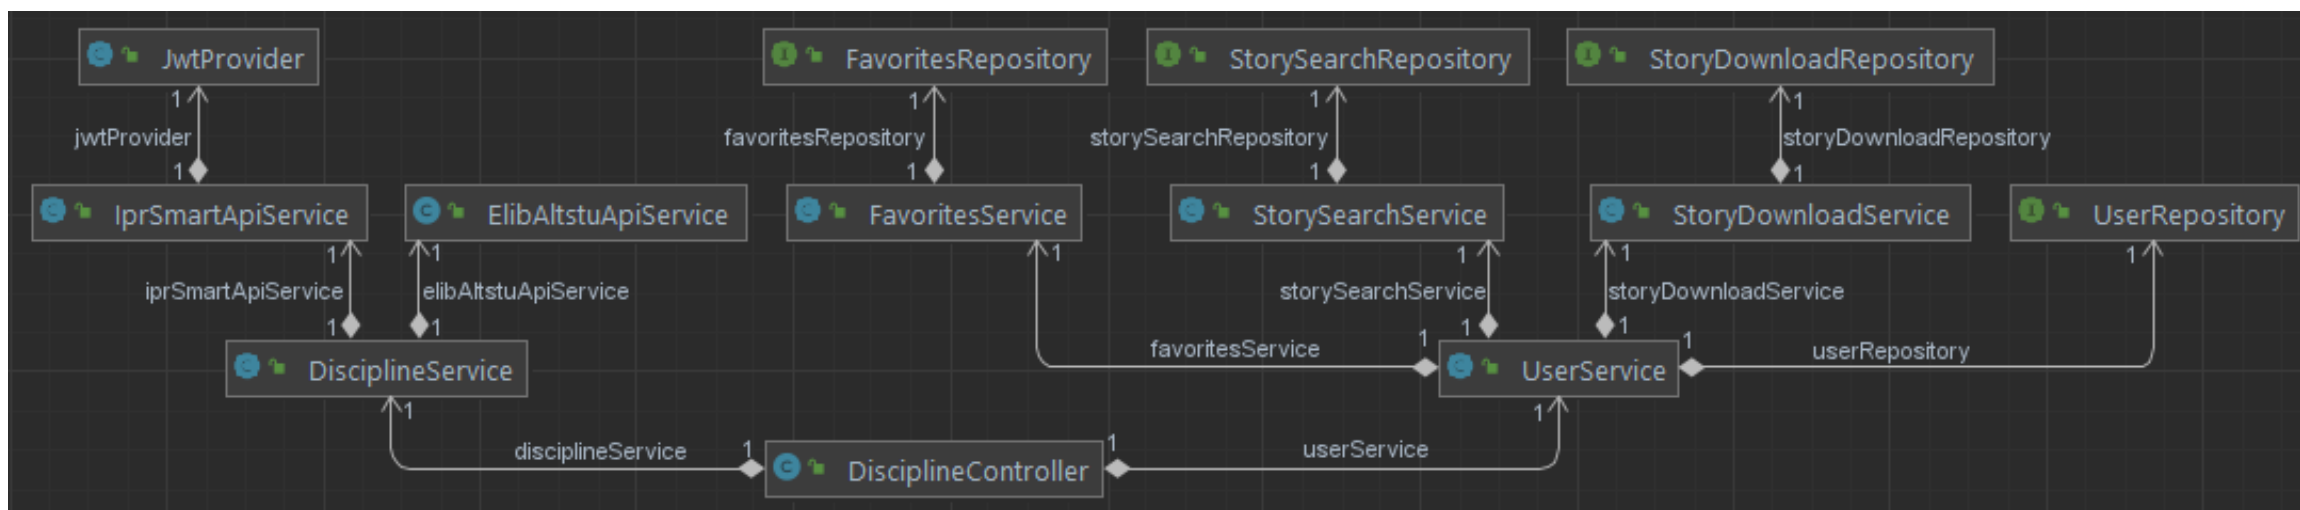 JwtProvider
FavoritesRepository
StorySearchRepository
StoryDownloadRepository
1
1
1
1
jwtProvider
favoritesRepository
storySearchRepository
storyDownloadRepository
1
1
1
1
IprSmartApiService
ElibAltstuApiService
FavoritesService
StorySearchService
StoryDownloadService
UserRepository
1
1
1
1
1
1
iprSmartApiService
elibAltstuApiService
storySearchService
storyDownloadService
1
1
1
1
1
1
favoritesService
userRepository
DisciplineService
UserService
1
1
disciplineService
1
1
userService
DisciplineController